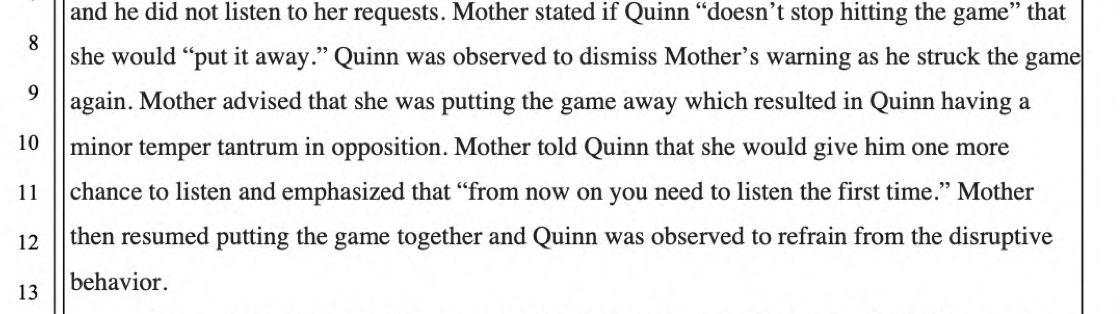 and he did not listen to her requests. Mother stated if Quinn “doesn’t stop hitting the game” that
8 she would “put it away.” Quinn was observed to dismiss Mother’s warning as he struck the game
9 again. Mother advised that she was putting the game away which resulted in Quinn having a
10 minor temper tantrum in opposition. Mother told Quinn that she would give him one more
11 chance to listen and emphasized that “from now on you need to listen the first time.” Mother
12 then resumed putting the game together and Quinn was observed to refrain from the disruptive
13 behavior.